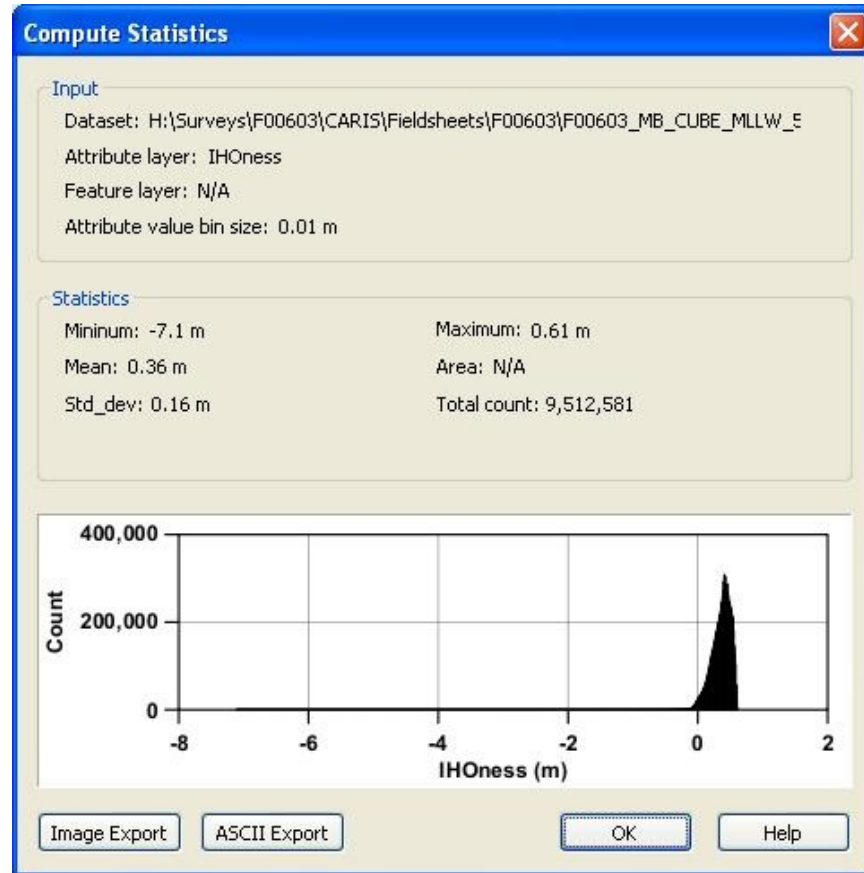 Compute Statistics
Input
Dataset: H:\Surveys\F00603\CARIS\Fieldsheets\F00603\F00603_MB_CUBE_MLLW_5
Attribute layer: IHOness
Feature layer: N/A
Attribute value bin size: 0.01 m
Statistics
Mininum: -7.1 m
Maximum: 0.61 m
Mean: 0.36 m
Area: N/A
Std_dev: 0.16 m
Total count: 9,512,581
400,000
200,000
0
Count
-8 -6 -4 -2 0 2
IHOness (m)
Image Export ASCII Export OK Help